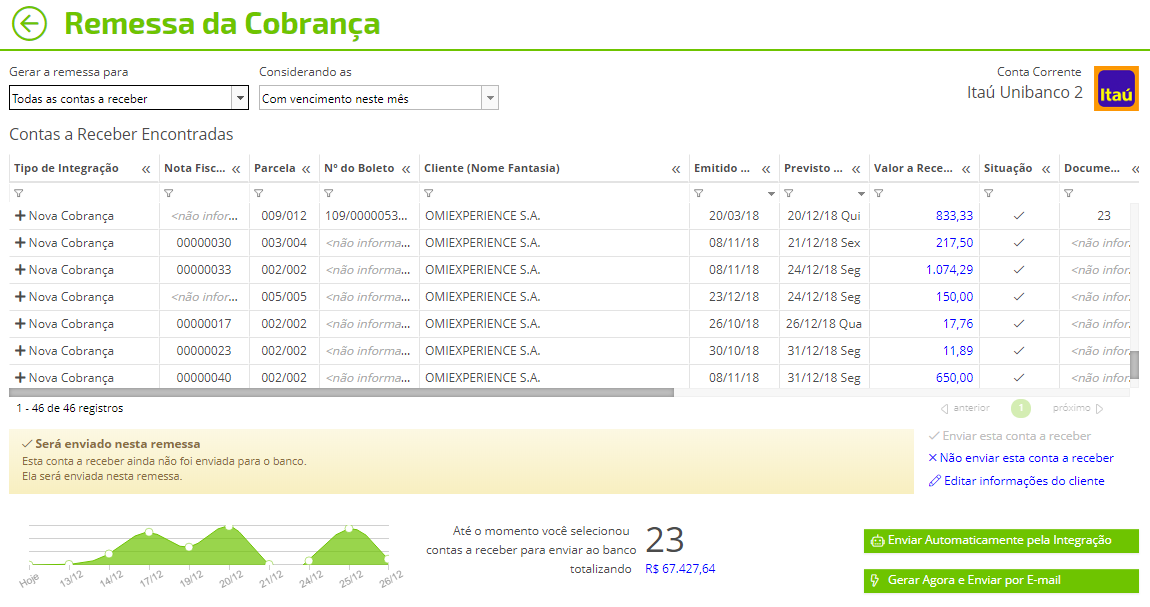 Remessa da Cobrança
Gerar a remessa para
Considerando as
Conta Corrente
Todas as contas a receber
Com vencimento neste mês
Itaú Unibanco 2
Itaú
Contas a Receber Encontradas
Tipo de Integração « Nota Fisc... « Parcela « Nº do Boleto « Cliente (Nome Fantasia) « Emitido ... « Previsto ... « Valor a Rece... « Situação « Docume... «
+ Nova Cobrança <não infor... 009/012 109/0000053... OMIEXPERIENCE S.A. 20/03/18 20/12/18 Qui 833,33 ✓ 23
+ Nova Cobrança 00000030 003/004 <não informa... OMIEXPERIENCE S.A. 08/11/18 21/12/18 Sex 217,50 ✓ <não infor.
+ Nova Cobrança 00000033 002/002 <não informa... OMIEXPERIENCE S.A. 08/11/18 24/12/18 Seg 1.074,29 ✓ <não infor.
+ Nova Cobrança <não infor... 005/005 <não informa... OMIEXPERIENCE S.A. 23/12/18 24/12/18 Seg 150,00 ✓ <não infor.
+ Nova Cobrança 00000017 002/002 <não informa... OMIEXPERIENCE S.A. 26/10/18 26/12/18 Qua 17,76 ✓ <não infor.
+ Nova Cobrança 00000023 002/002 <não informa... OMIEXPERIENCE S.A. 30/10/18 31/12/18 Seg 11,89 ✓ <não infor.
+ Nova Cobrança 00000040 002/002 <não informa... OMIEXPERIENCE S.A. 08/11/18 31/12/18 Seg 650,00 ✓ <não infor.
1 - 46 de 46 registros
anterior 1 próximo
✓ Será enviado nesta remessa
Esta conta a receber ainda não foi enviada para o banco.
Ela será enviada nesta remessa.
✓ Enviar esta conta a receber
× Não enviar esta conta a receber
Editar informações do cliente
Hoje 13/12 14/12 17/12 19/12 20/12 21/12 24/12 25/12 26/12
Até o momento você selecionou
contas a receber para enviar ao banco
totalizando
23
R$ 67.427,64
Enviar Automaticamente pela Integração
Gerar Agora e Enviar por E-mail